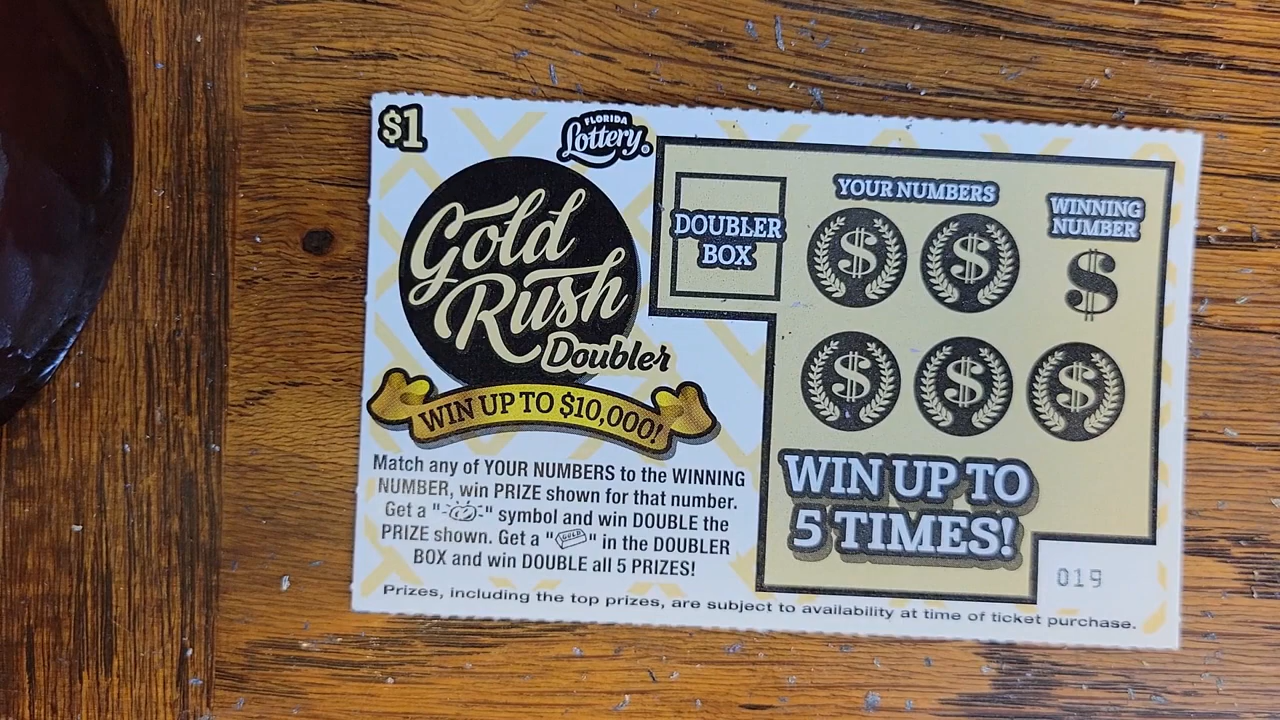 $1
FLORIDA
Lottery®
Gold
Rush
Doubler
WIN UP TO $10,000!
Match any of YOUR NUMBERS to the WINNING
NUMBER, win PRIZE shown for that number.
Get a " " symbol and win DOUBLE the
PRIZE shown. Get a "GOLD" in the DOUBLER
BOX and win DOUBLE all 5 PRIZES!
Prizes, including the top prizes, are subject to availability at time of ticket purchase.
DOUBLER
BOX
YOUR NUMBERS
WINNING
NUMBER
$ $ $
$ $ $
WIN UP TO
5 TIMES!
019